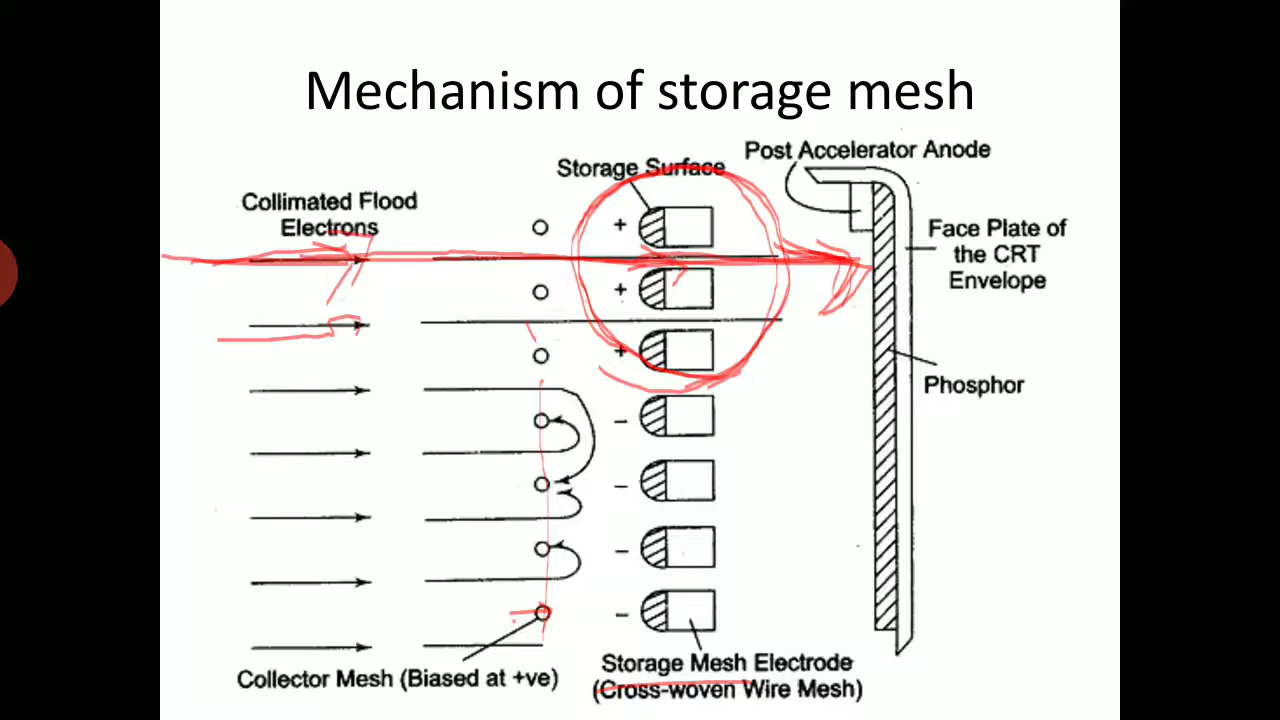 Mechanism of storage mesh
Post Accelerator Anode
Storage Surface
Collimated Flood
Electrons
+
Face Plate of
the CRT
Envelope
+
+
Phosphor
–
–
–
–
Storage Mesh Electrode
(Cross-woven Wire Mesh)
Collector Mesh (Biased at +ve)